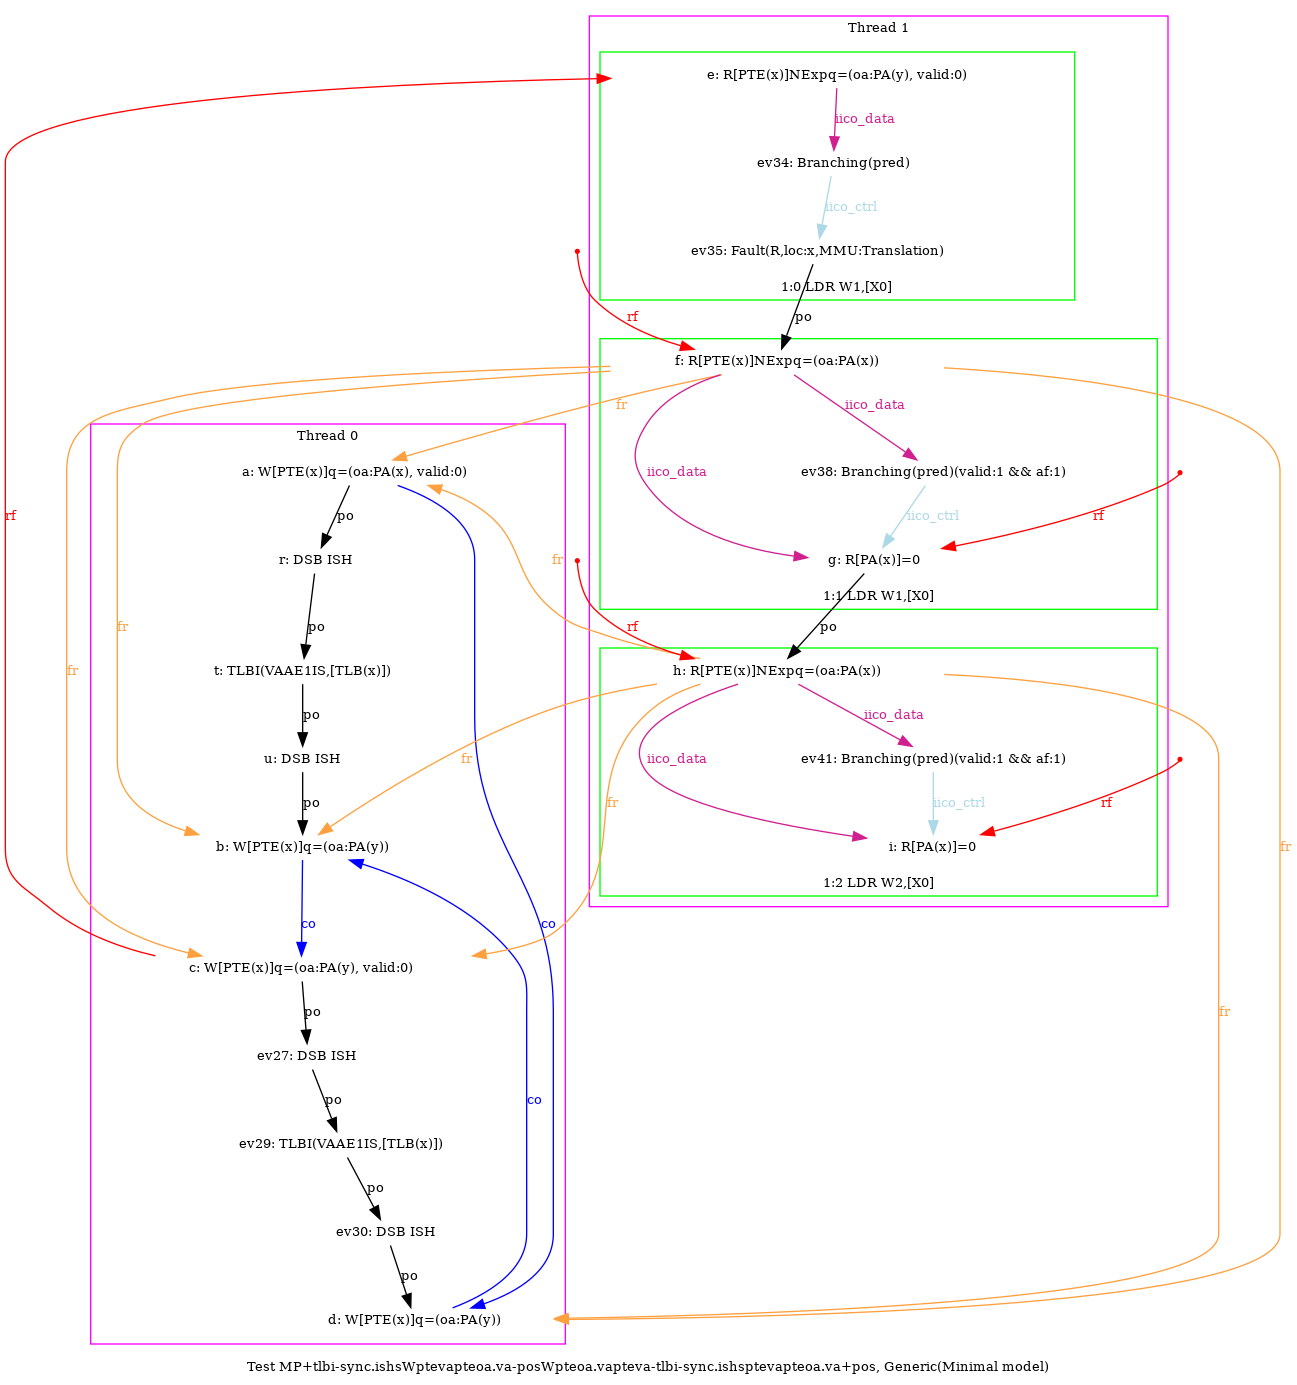 Thread 1
e: R[PTE(x)]NExpq=(oa:PA(y), valid:0)
iico_data
ev34: Branching(pred)
iico_ctrl
ev35: Fault(R,loc:x,MMU:Translation)
1:0 LDR W1,[X0]
rf
po
f: R[PTE(x)]NExpq=(oa:PA(x))
fr
iico_data
Thread 0
a: W[PTE(x)]q=(oa:PA(x), valid:0)
iico_data
ev38: Branching(pred)(valid:1 && af:1)
rf
po
iico_ctrl
rf
r: DSB ISH
fr
g: R[PA(x)]=0
1:1 LDR W1,[X0]
fr
po
rf
po
fr
t: TLBI(VAAE1IS,[TLB(x)])
h: R[PTE(x)]NExpq=(oa:PA(x))
po
iico_data
u: DSB ISH
fr
iico_data
ev41: Branching(pred)(valid:1 && af:1)
po
fr
iico_ctrl
rf
b: W[PTE(x)]q=(oa:PA(y))
i: R[PA(x)]=0
fr
1:2 LDR W2,[X0]
co
co
c: W[PTE(x)]q=(oa:PA(y), valid:0)
po
fr
ev27: DSB ISH
po
co
ev29: TLBI(VAAE1IS,[TLB(x)])
po
ev30: DSB ISH
po
d: W[PTE(x)]q=(oa:PA(y))
Test MP+tlbi-sync.ishsWptevapteoa.va-posWpteoa.vapteva-tlbi-sync.ishsptevapteoa.va+pos, Generic(Minimal model)